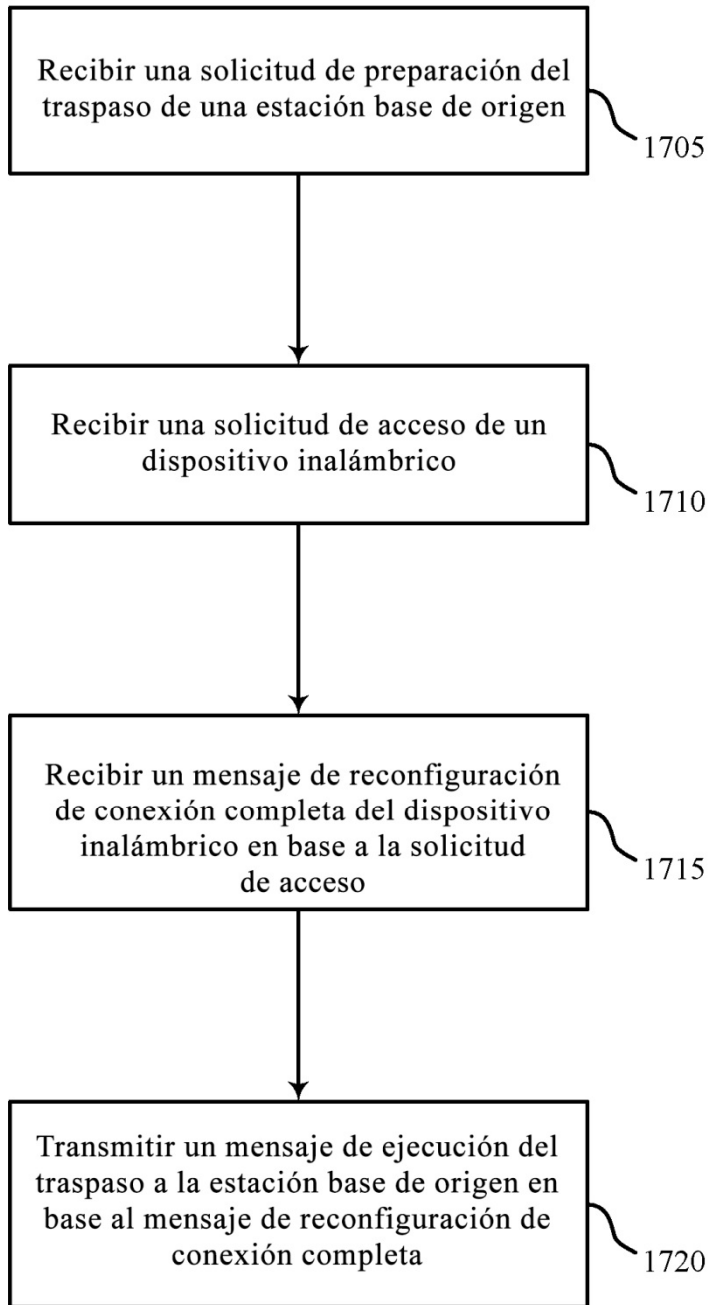 Recibir una solicitud de preparación del
traspaso de una estación base de origen
1705
Recibir una solicitud de acceso de un
dispositivo inalámbrico
1710
Recibir un mensaje de reconfiguración
de conexión completa del dispositivo
inalámbrico en base a la solicitud
de acceso
1715
Transmitir un mensaje de ejecución del
traspaso a la estación base de origen en
base al mensaje de reconfiguración de
conexión completa
1720